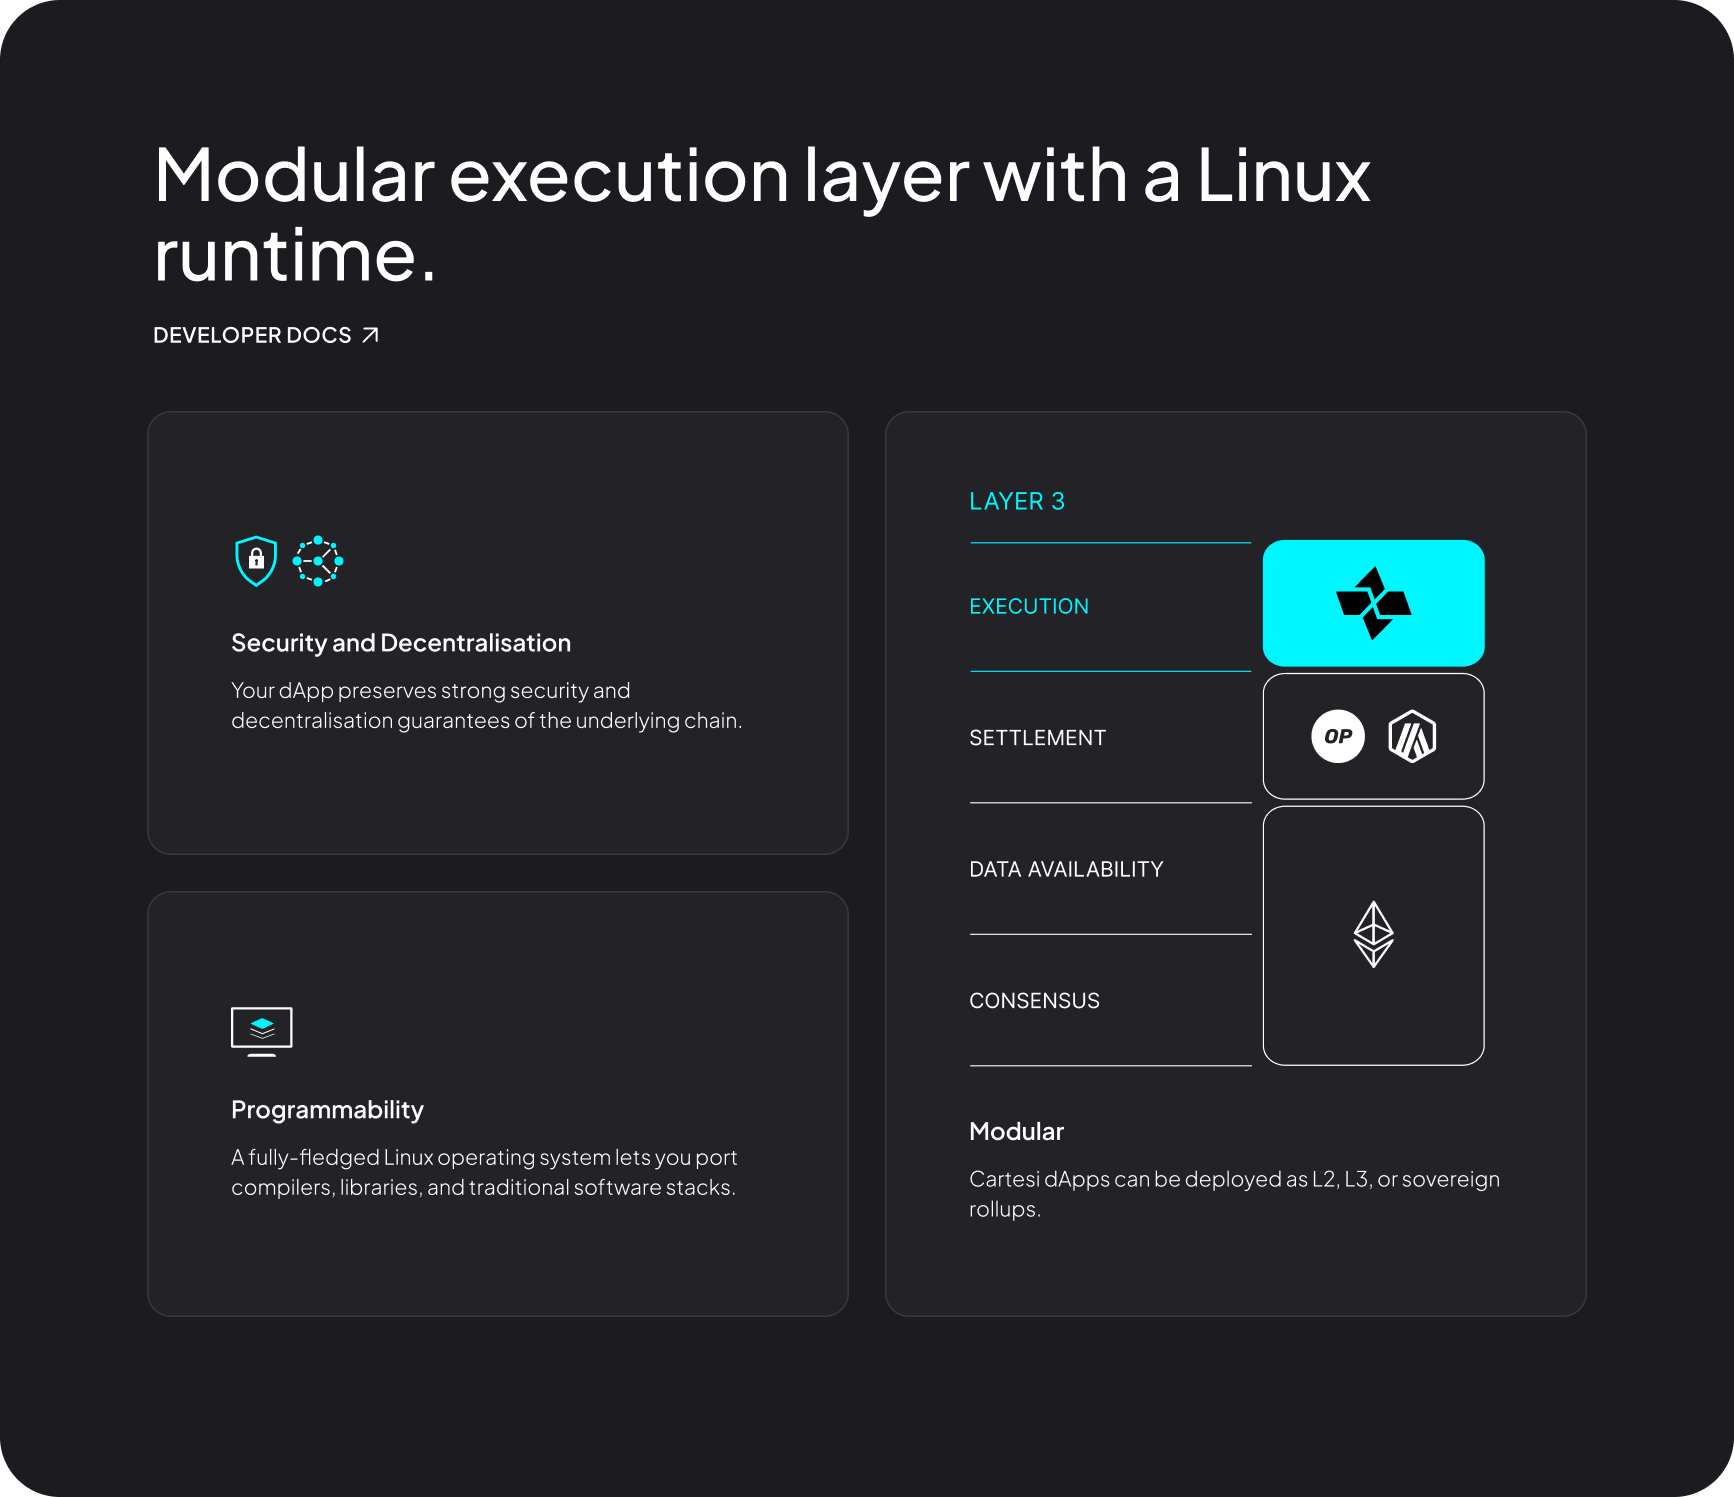 Modular execution layer with a Linux
runtime.
DEVELOPER DOCS
Security and Decentralisation
Your dApp preserves strong security and
decentralisation guarantees of the underlying chain.
Programmability
A fully-fledged Linux operating system lets you port
compilers, libraries, and traditional software stacks.
LAYER 3
EXECUTION
SETTLEMENT
OP
DATA AVAILABILITY
CONSENSUS
Modular
Cartesi dApps can be deployed as L2, L3, or sovereign
rollups.